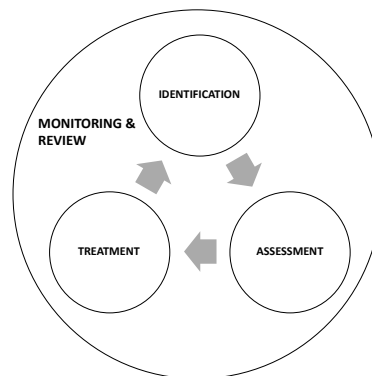 IDENTIFICATION
MONITORING &
REVIEW
TREATMENT
ASSESSMENT